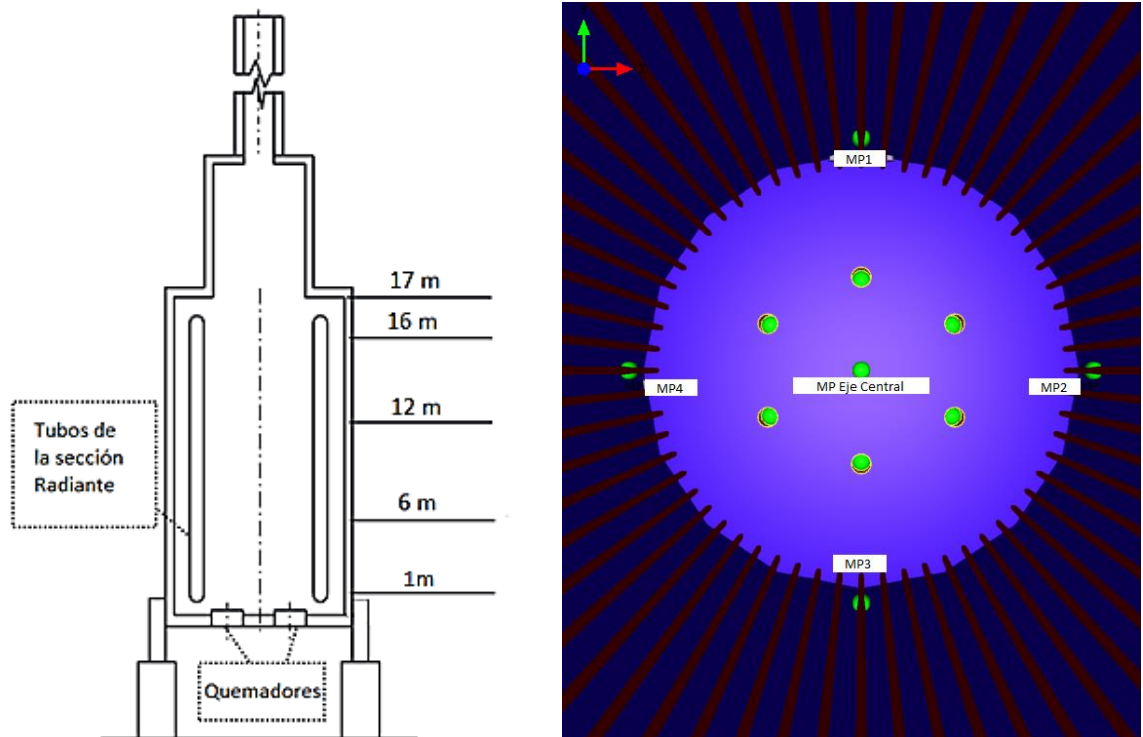 17 m
16 m
12 m
6 m
1m
Tubos de
la sección
Radiante
Quemadores
MP1
MP Eje Central
MP4
MP2
MP3